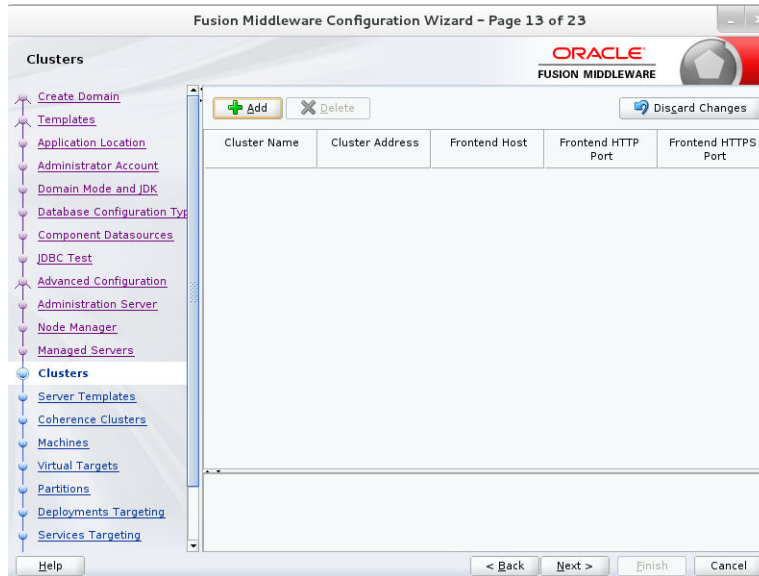 Fusion Middleware Configuration Wizard – Page 13 of 23
Clusters
ORACLE
FUSION MIDDLEWARE
Create Domain
Templates
Application Location
Administrator Account
Domain Mode and JDK
Database Configuration Typ
Component Datasources
JDBC Test
Advanced Configuration
Administration Server
Node Manager
Managed Servers
Clusters
Server Templates
Coherence Clusters
Machines
Virtual Targets
Partitions
Deployments Targeting
Services Targeting
Add Delete Discard Changes
Cluster Name Cluster Address Frontend Host Frontend HTTP Port Frontend HTTPS Port
Help < Back Next > Finish Cancel